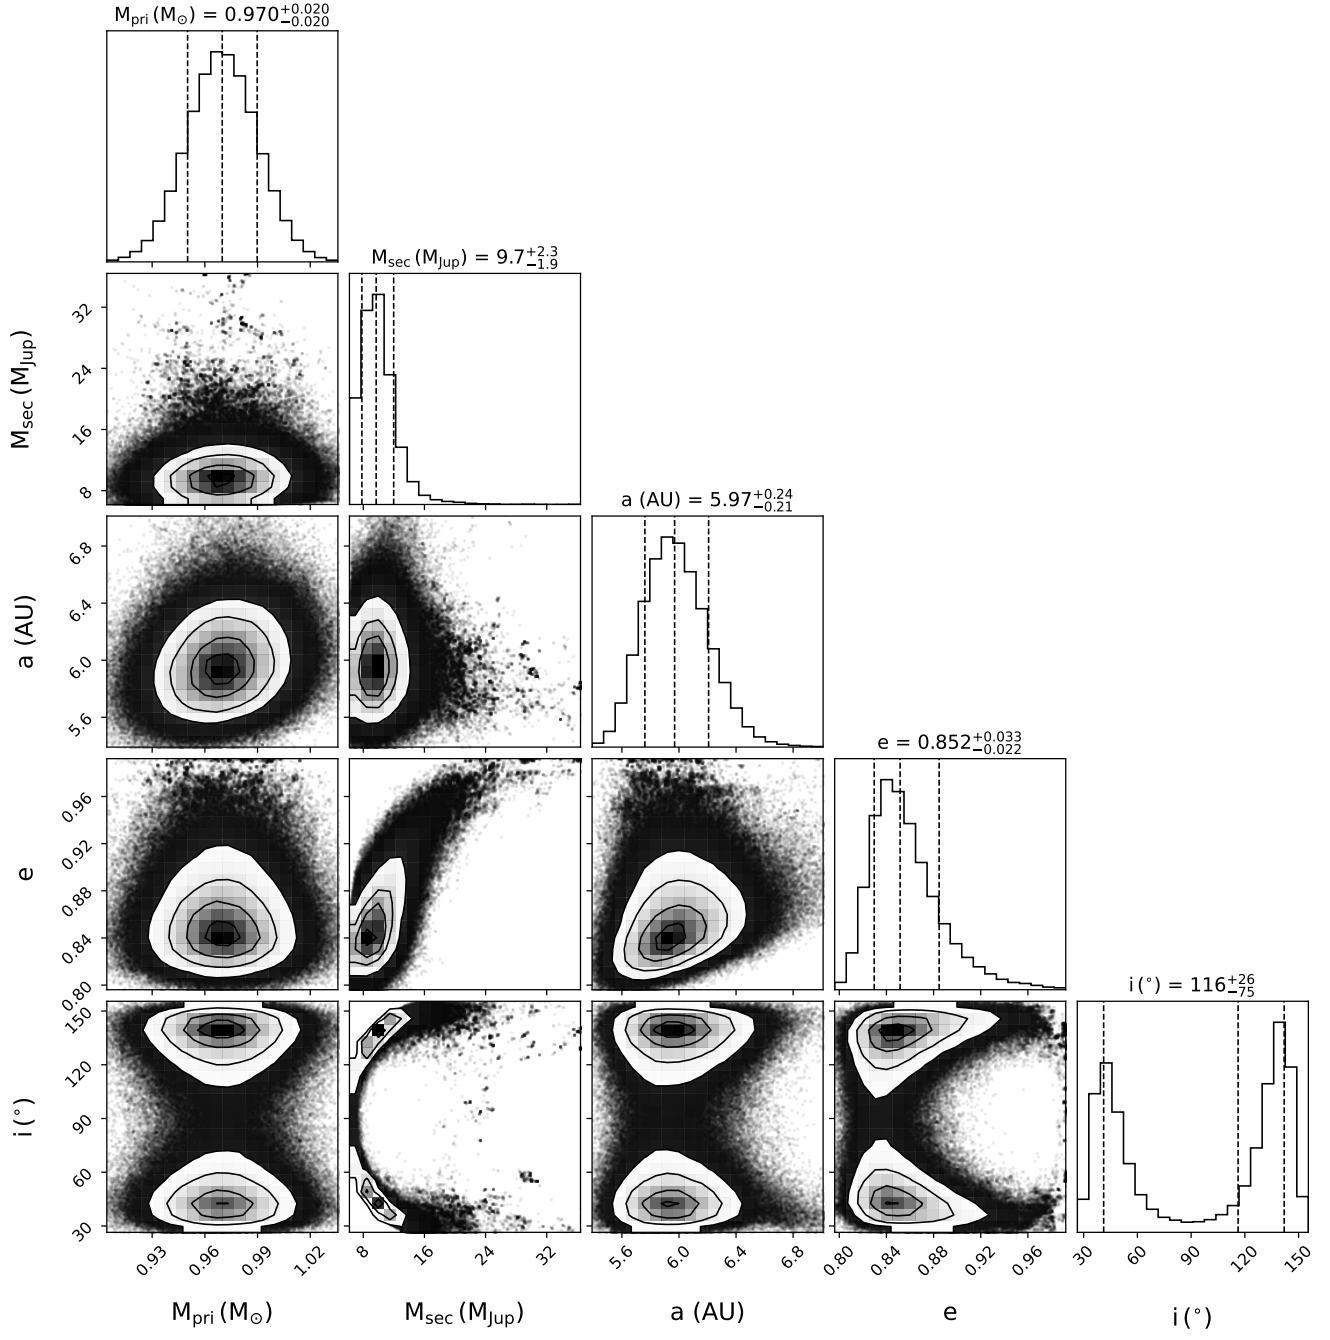 M_pri (M_⊙) = 0.970 +0.020 −0.020
M_sec (M_Jup) = 9.7 +2.3 −1.9
M_sec (M_Jup)
32
24
16
8
a (AU) = 5.97 +0.24 −0.21
a (AU)
6.8
6.4
6.0
5.6
e = 0.852 +0.033 −0.022
e
0.96
0.92
0.88
0.84
0.80
i (°) = 116 +26 −75
i (°)
150
120
90
60
30
0.93 0.96 0.99 1.02 8 16 24 32 5.6 6.0 6.4 6.8 0.80 0.84 0.88 0.92 0.96 30 60 90 120 150
M_pri (M_⊙) M_sec (M_Jup) a (AU) e i (°)